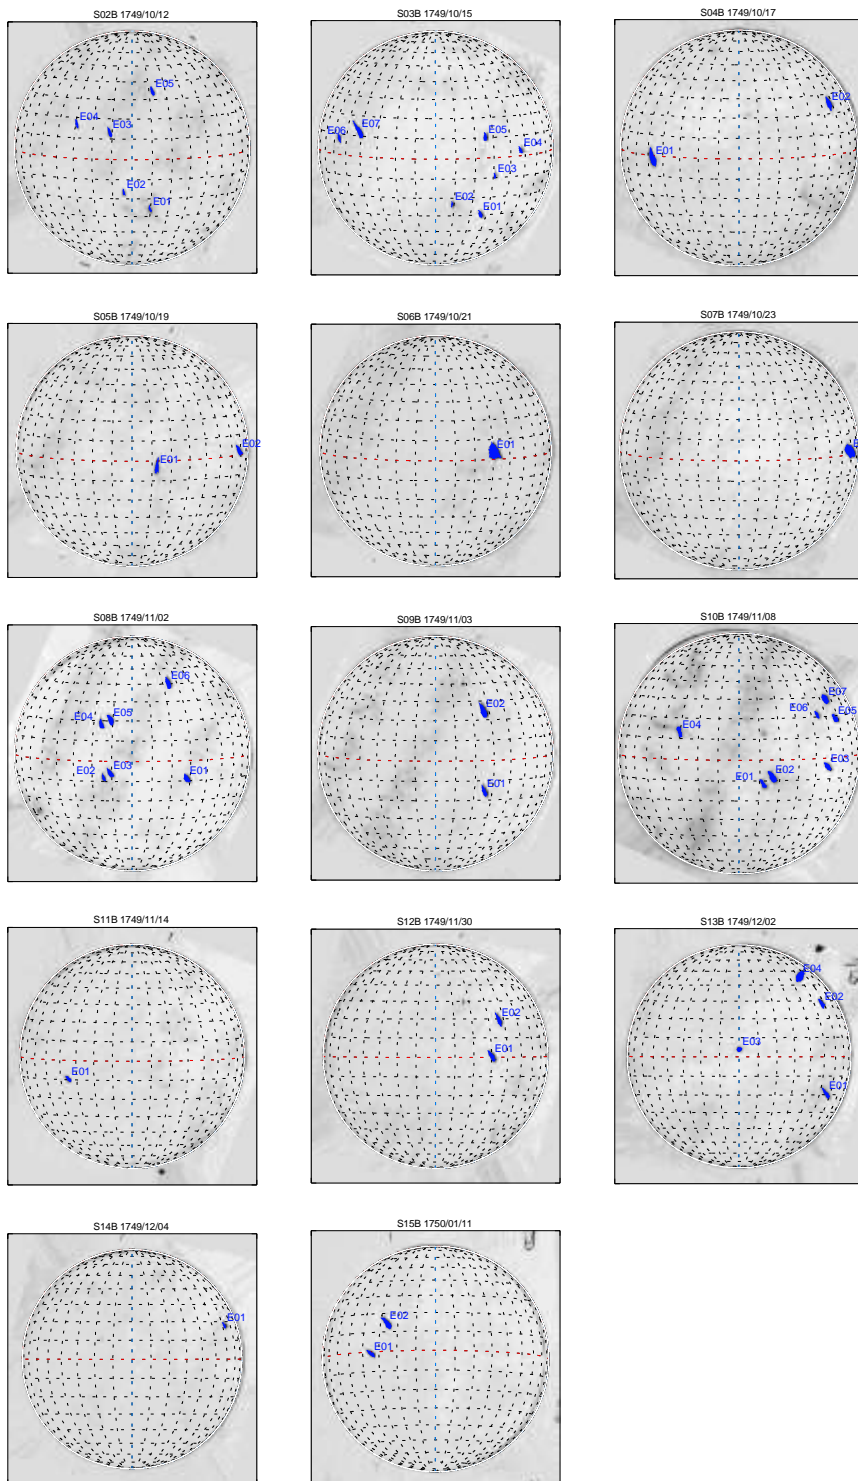 S02B 1749/10/12
E05
E04
E03
E02
E01
S03B 1749/10/15
E06
E07
E05
E04
E03
E02
E01
S04B 1749/10/17
E02
E01
S05B 1749/10/19
E02
E01
S06B 1749/10/21
E01
S07B 1749/10/23
S08B 1749/11/02
E06
E04
E05
E03
E02
E01
S09B 1749/11/03
E02
E01
S10B 1749/11/08
E07
E06
E05
E04
E03
E02
E01
S11B 1749/11/14
E01
S12B 1749/11/30
E02
E01
S13B 1749/12/02
E04
E02
E03
E01
S14B 1749/12/04
E01
S15B 1750/01/11
E02
E01